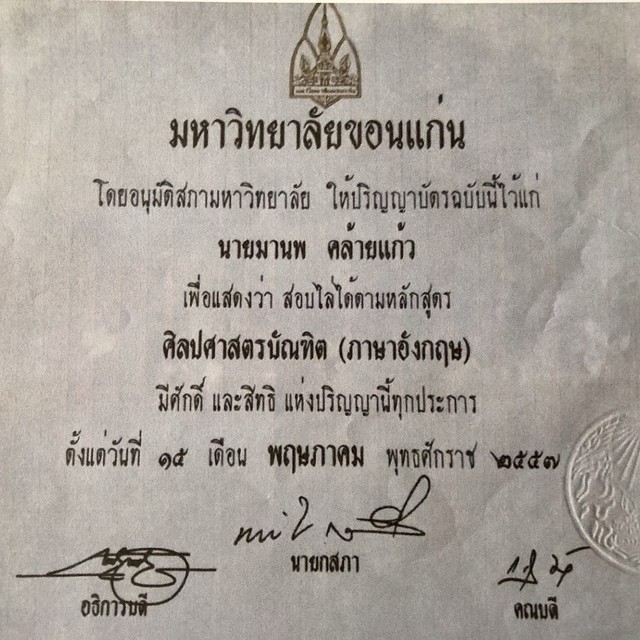 มหาวิทยาลัยขอนแก่น
โดยอนุมัติสภามหาวิทยาลัย ให้ปริญญาบัตรฉบับนี้ไว้แก่
นายมานพ คล้ายแก้ว
เพื่อแสดงว่า สอบไล่ได้ตามหลักสูตร
ศิลปศาสตรบัณฑิต (ภาษาอังกฤษ)
มีศักดิ์ และสิทธิ แห่งปริญญานี้ทุกประการ
ตั้งแต่วันที่ ๑๕ เดือน พฤษภาคม พุทธศักราช ๒๕๕๗
นายกสภา
อธิการบดี
คณบดี